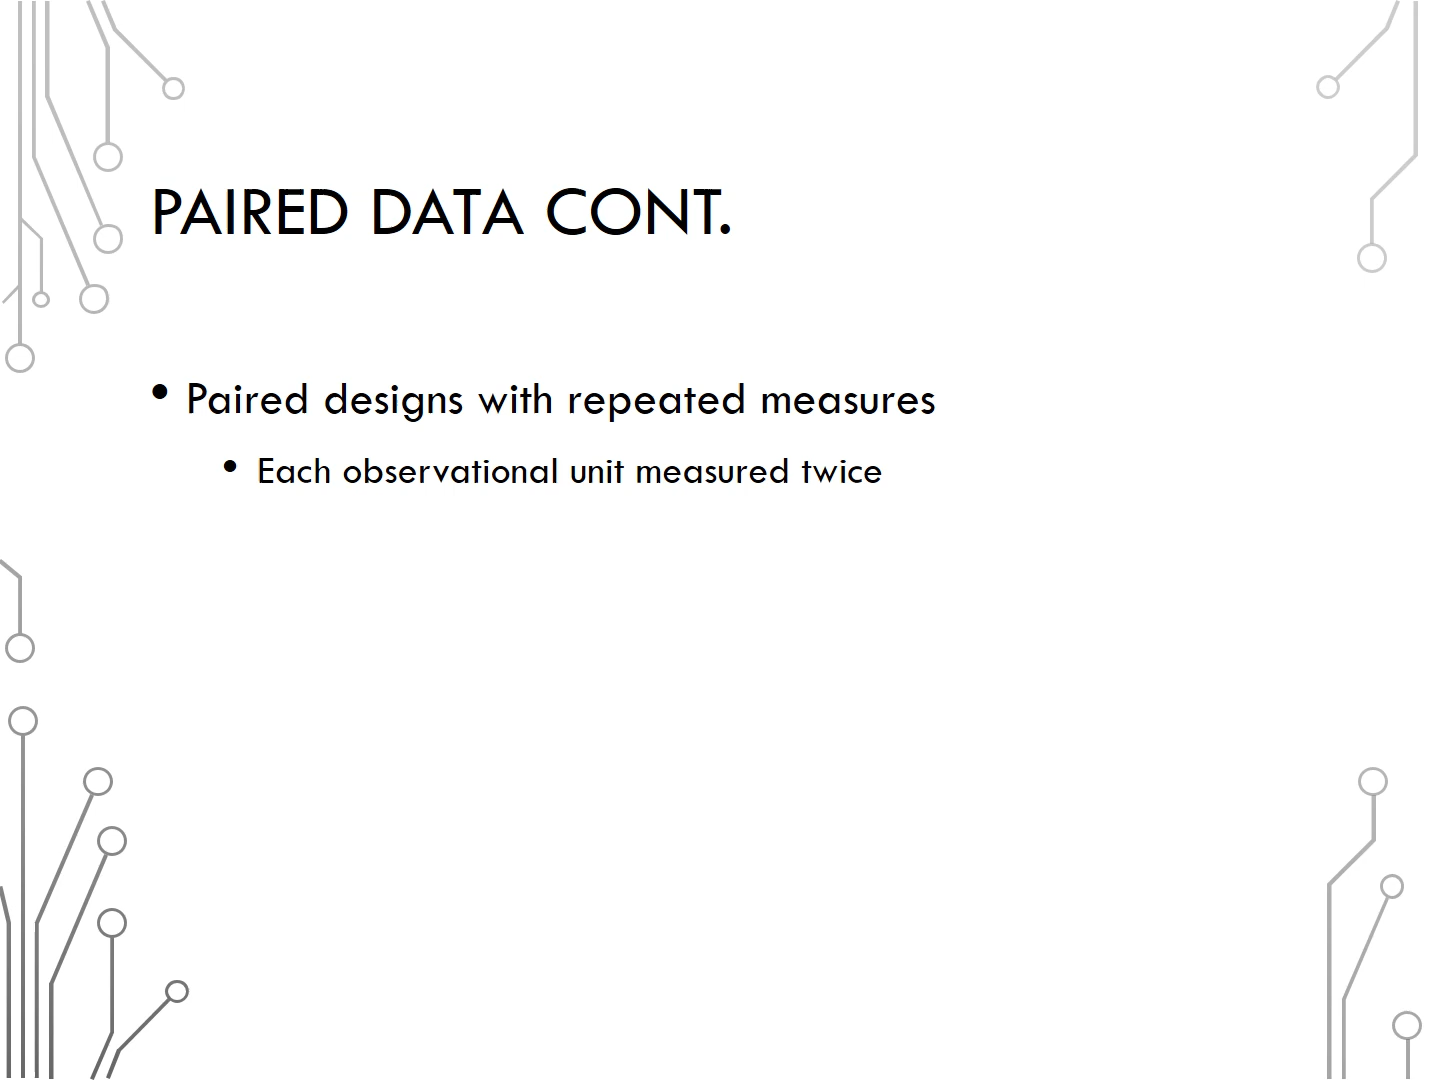 PAIRED DATA CONT.
• Paired designs with repeated measures
• Each observational unit measured twice